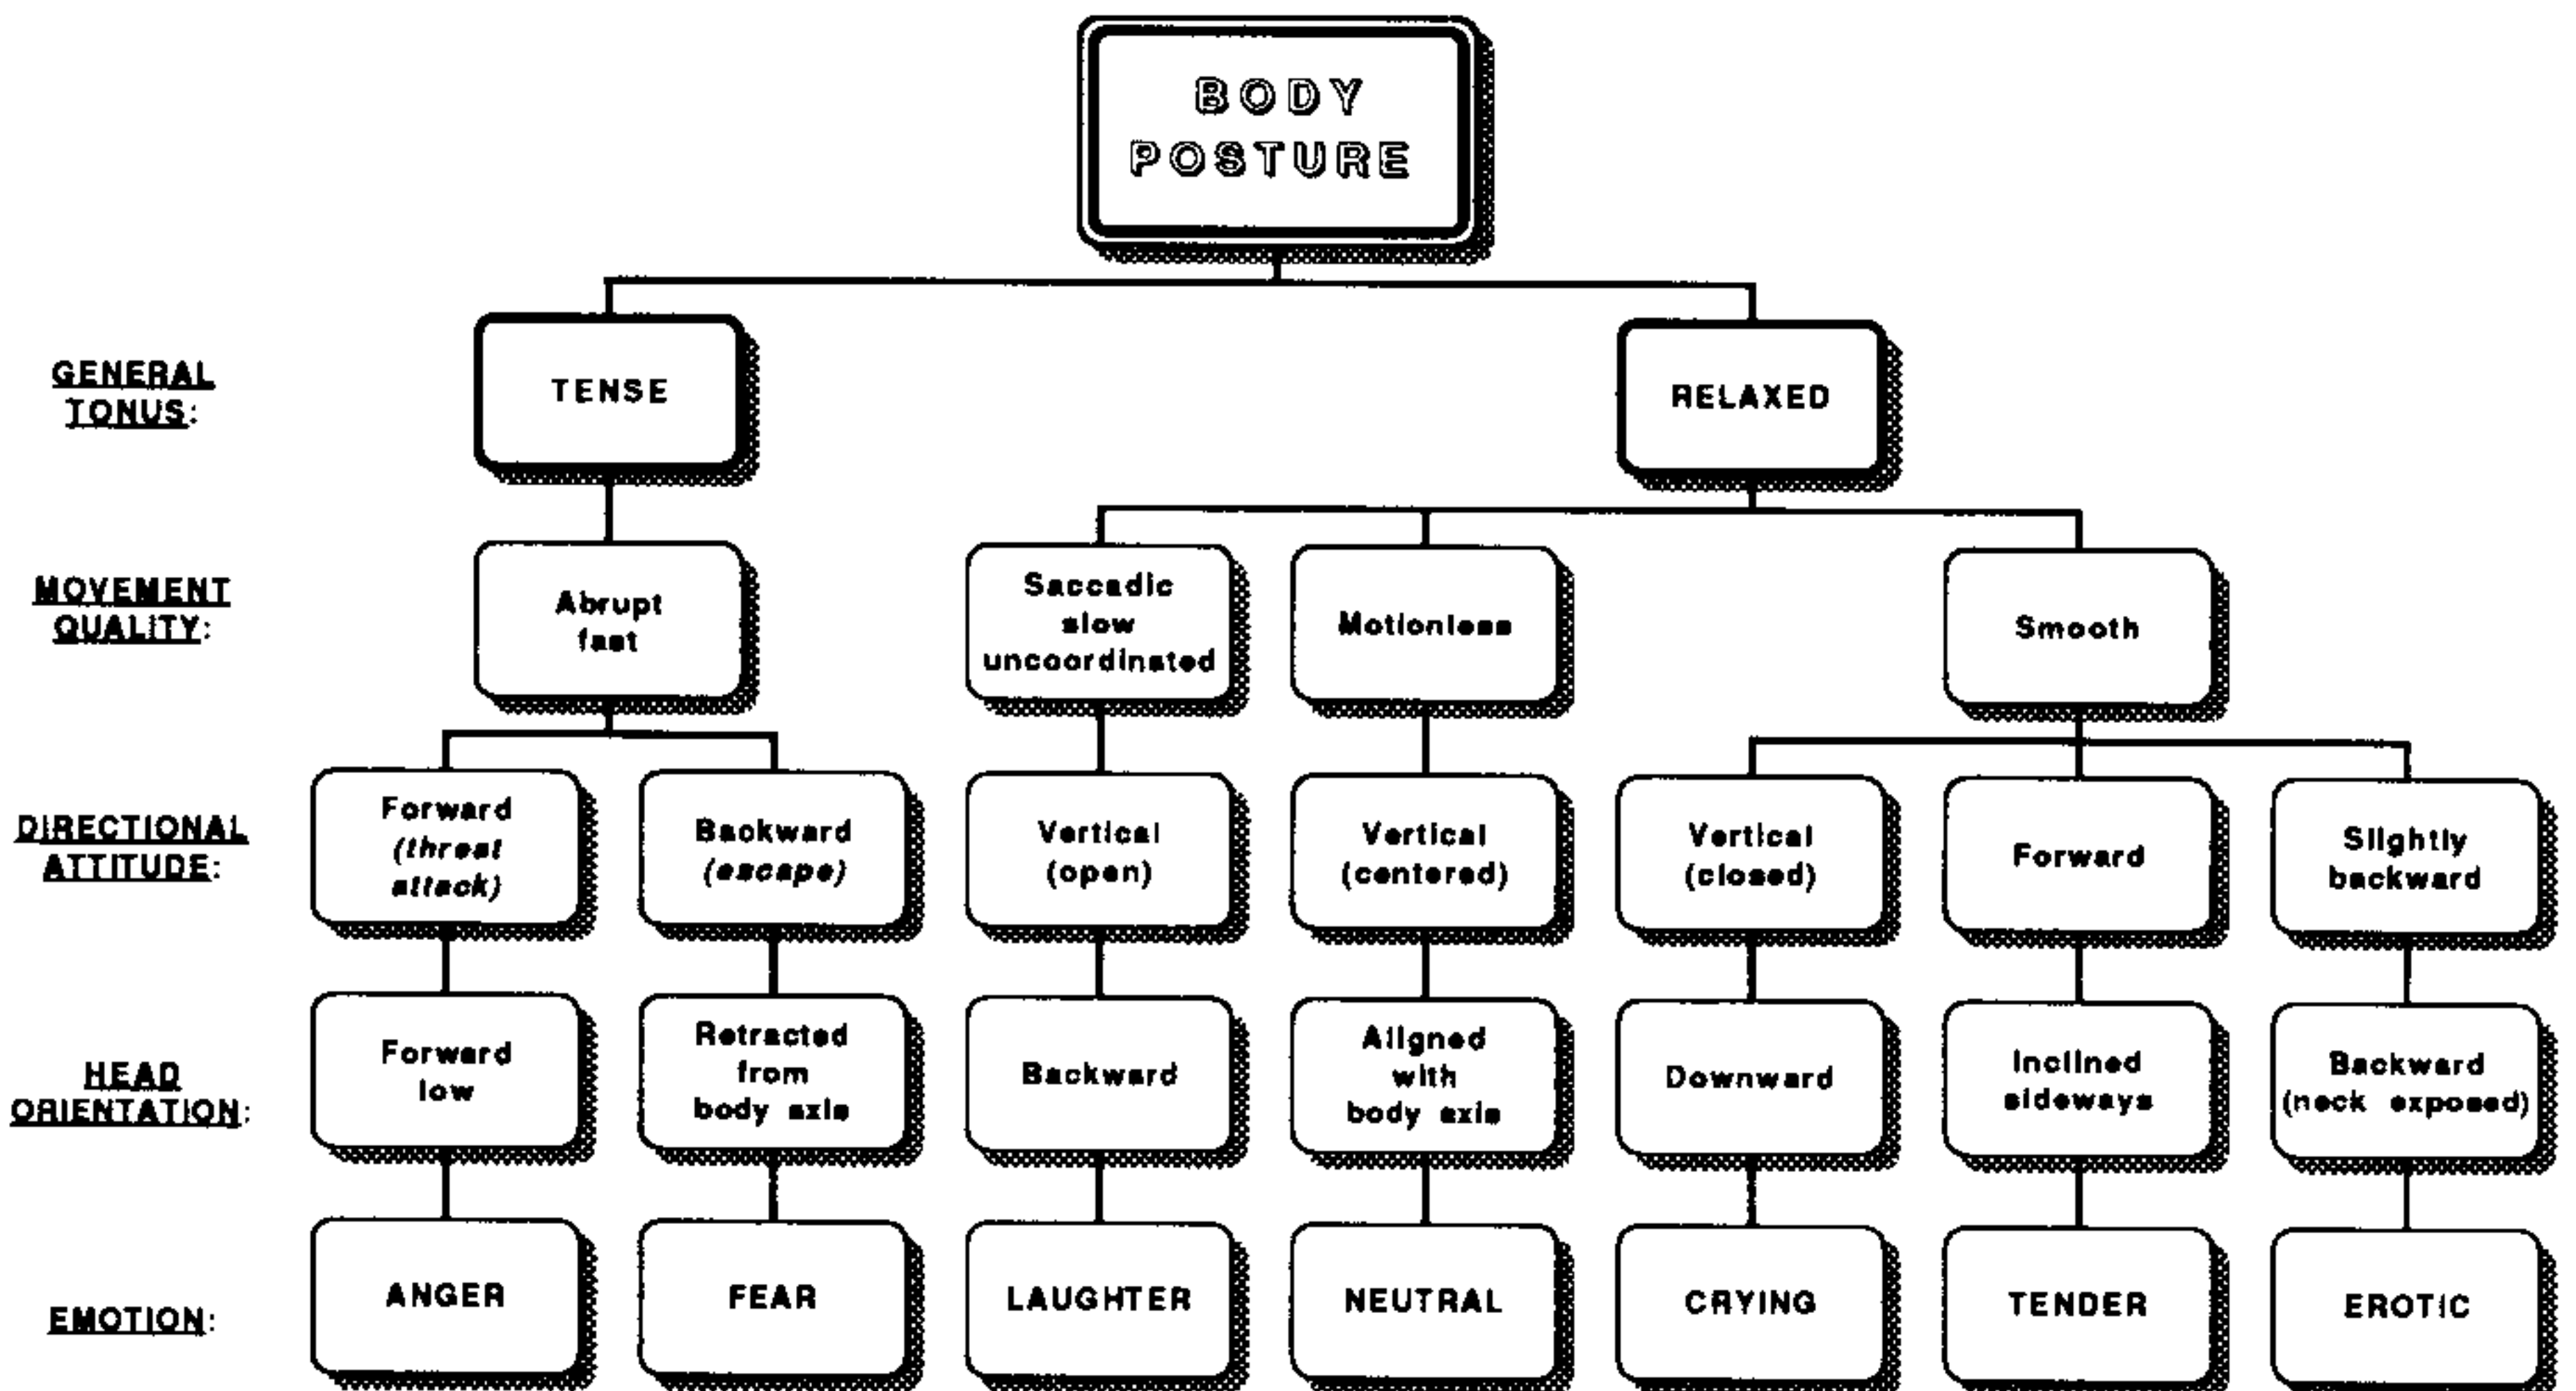 BODY
POSTURE
GENERAL
TONUS:
TENSE
RELAXED
MOVEMENT
QUALITY:
Abrupt
fast
Saccadic
slow
uncoordinated
Motionless
Smooth
DIRECTIONAL
ATTITUDE:
Forward
(threat
attack)
Backward
(escape)
Vertical
(open)
Vertical
(centered)
Vertical
(closed)
Forward
Slightly
backward
HEAD
ORIENTATION:
Forward
low
Retracted
from
body axis
Backward
Aligned
with
body axis
Downward
Inclined
sideways
Backward
(neck exposed)
EMOTION:
ANGER
FEAR
LAUGHTER
NEUTRAL
CRYING
TENDER
EROTIC